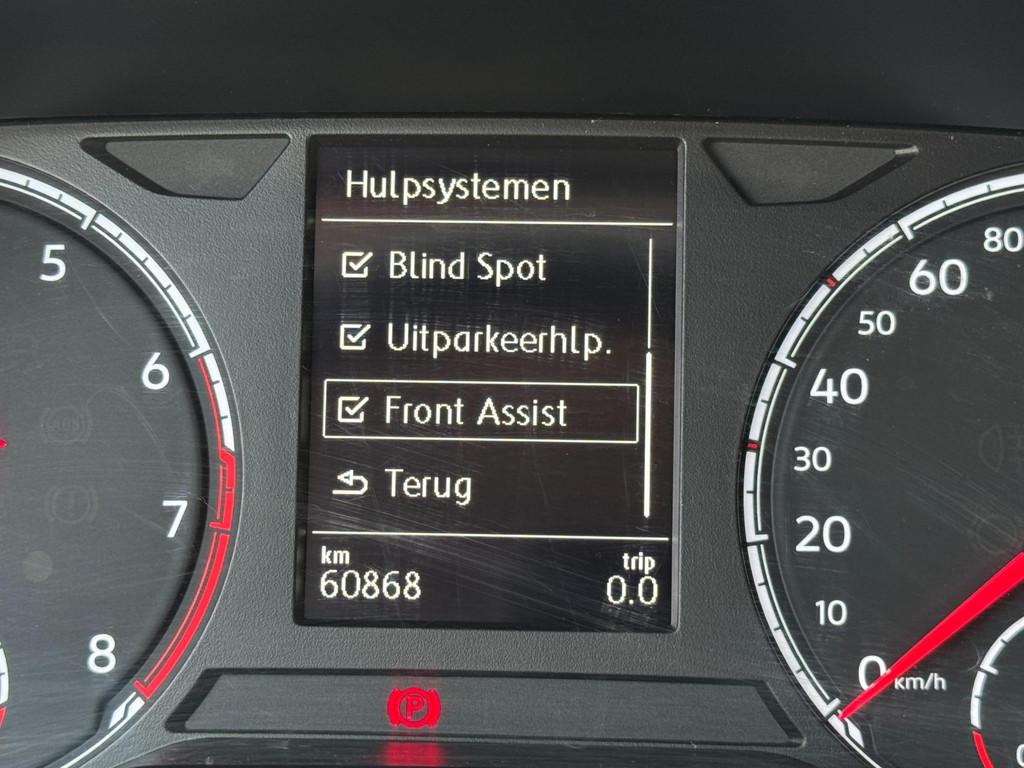 Hulpsystemen
Blind Spot
Uitparkeerhlp.
Front Assist
Terug
km
60868
trip
0.0
5
6
7
8
80
60
50
40
30
20
10
0 km/h
P